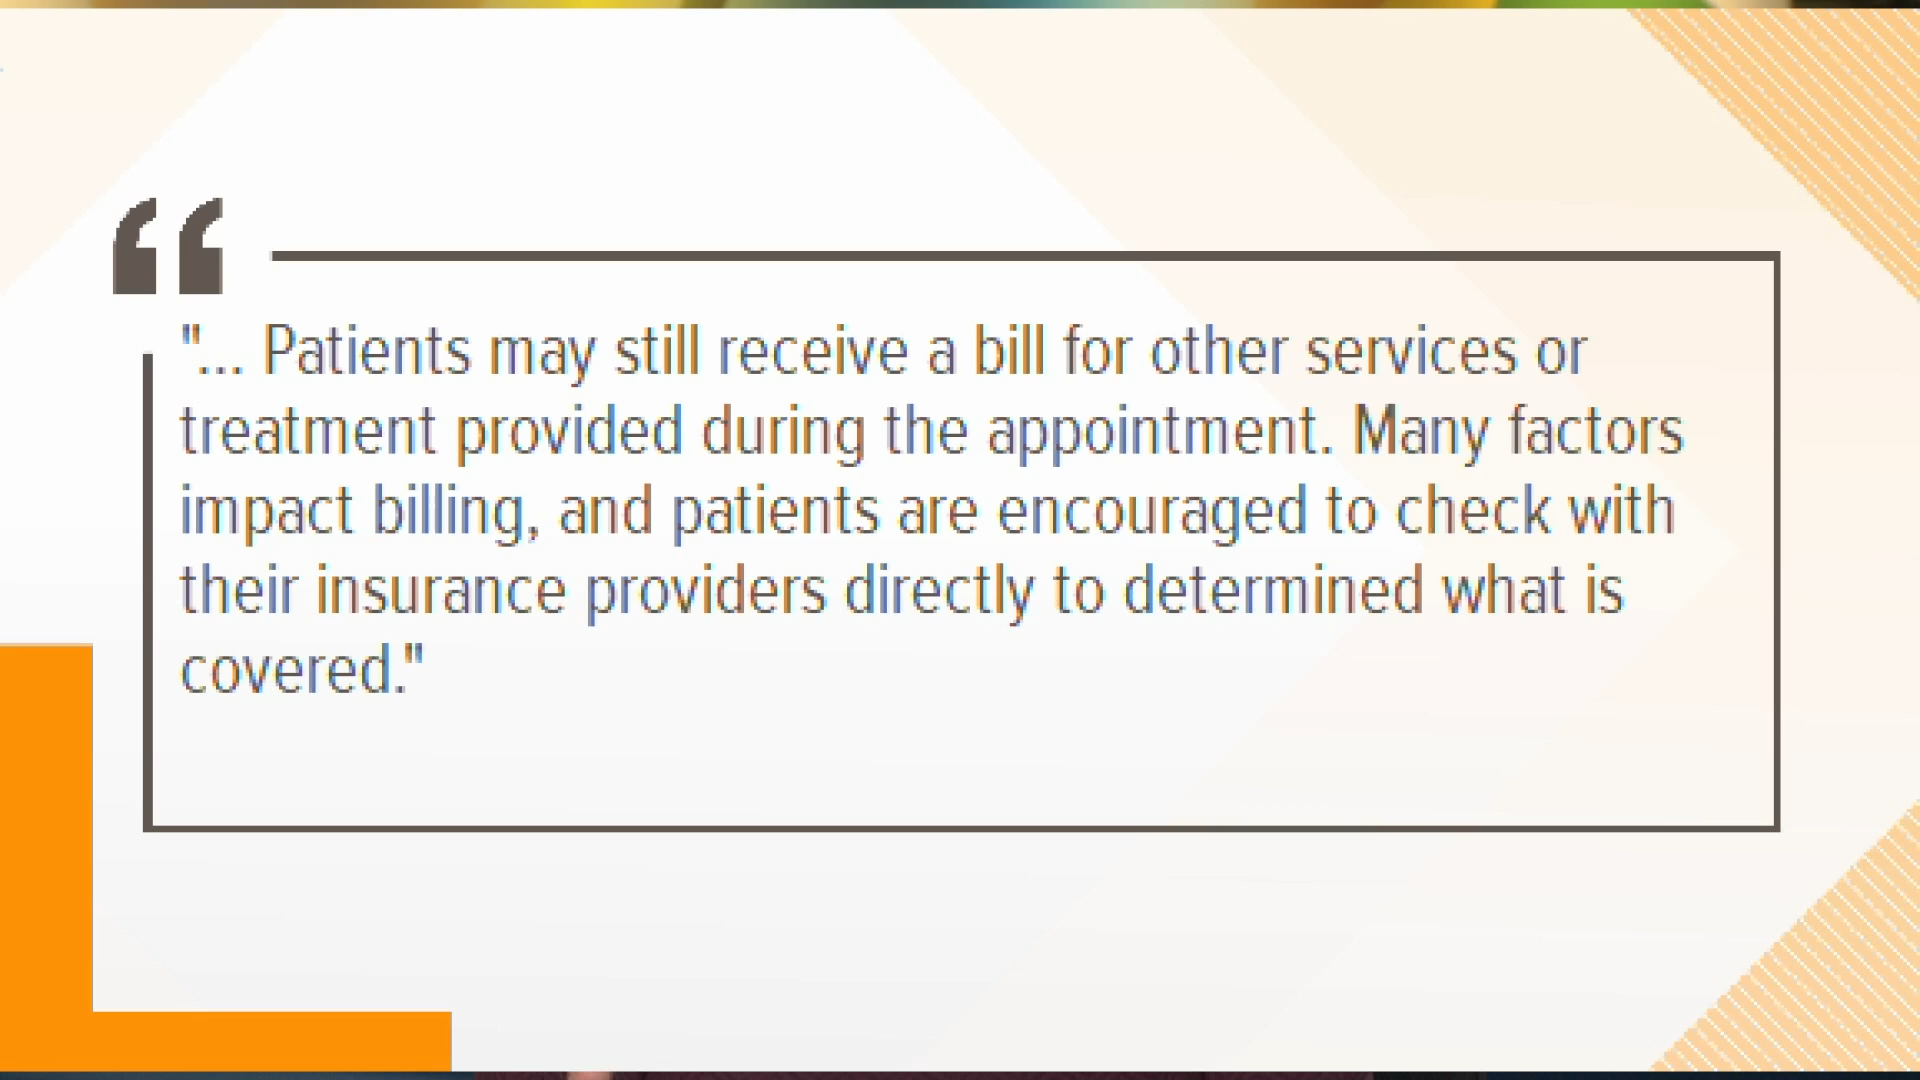 "... Patients may still receive a bill for other services or
treatment provided during the appointment. Many factors
impact billing, and patients are encouraged to check with
their insurance providers directly to determined what is
covered."